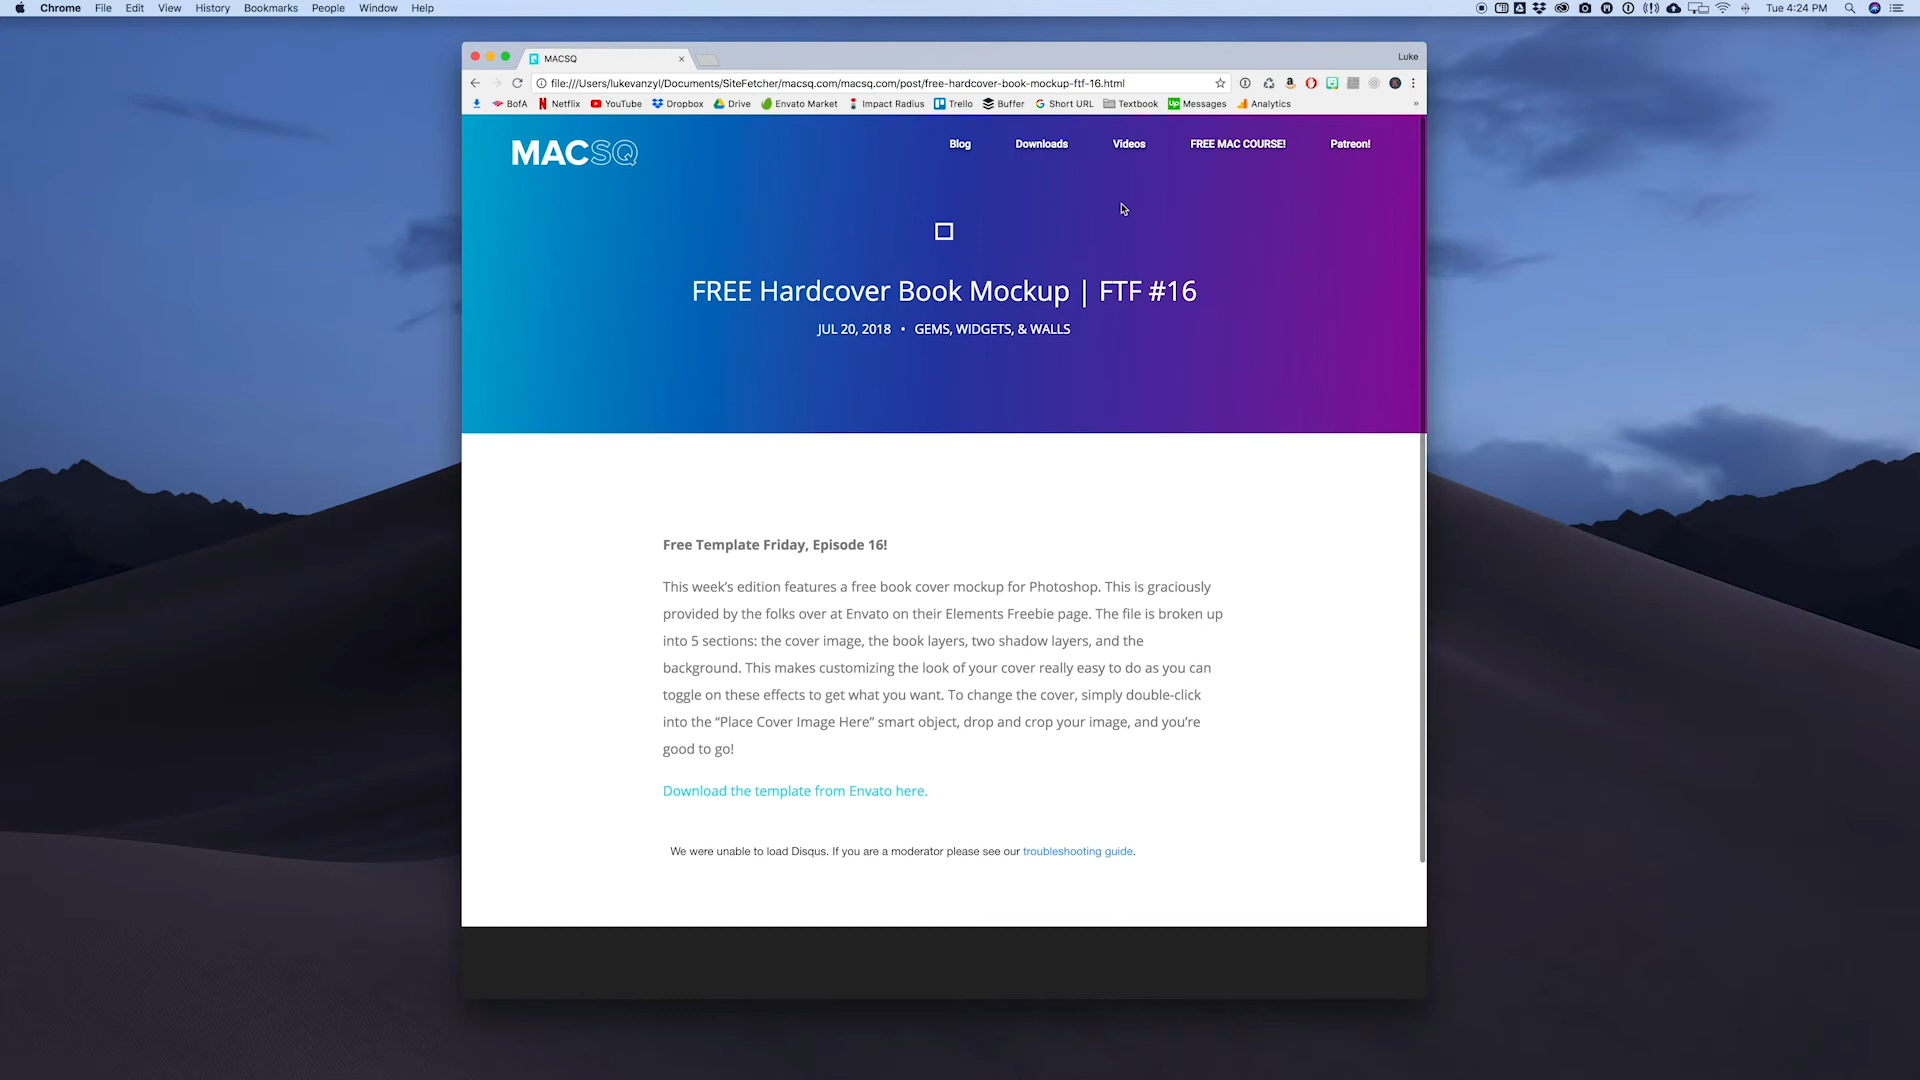 Chrome File Edit View History Bookmarks People Window Help Tue 4:24 PM
MACSQ Luke
file:///Users/lukevanzyl/Documents/SiteFetcher/macsq.com/macsq.com/post/free-hardcover-book-mockup-ftf-16.html
BofA Netflix YouTube Dropbox Drive Envato Market Impact Radius Trello Buffer Short URL Textbook Up Messages Analytics »
MACSQ Blog Downloads Videos FREE MAC COURSE! Patreon!
FREE Hardcover Book Mockup | FTF #16
JUL 20, 2018 • GEMS, WIDGETS, & WALLS
Free Template Friday, Episode 16!
This week’s edition features a free book cover mockup for Photoshop. This is graciously
provided by the folks over at Envato on their Elements Freebie page. The file is broken up
into 5 sections: the cover image, the book layers, two shadow layers, and the
background. This makes customizing the look of your cover really easy to do as you can
toggle on these effects to get what you want. To change the cover, simply double-click
into the “Place Cover Image Here” smart object, drop and crop your image, and you’re
good to go!
Download the template from Envato here.
We were unable to load Disqus. If you are a moderator please see our troubleshooting guide.